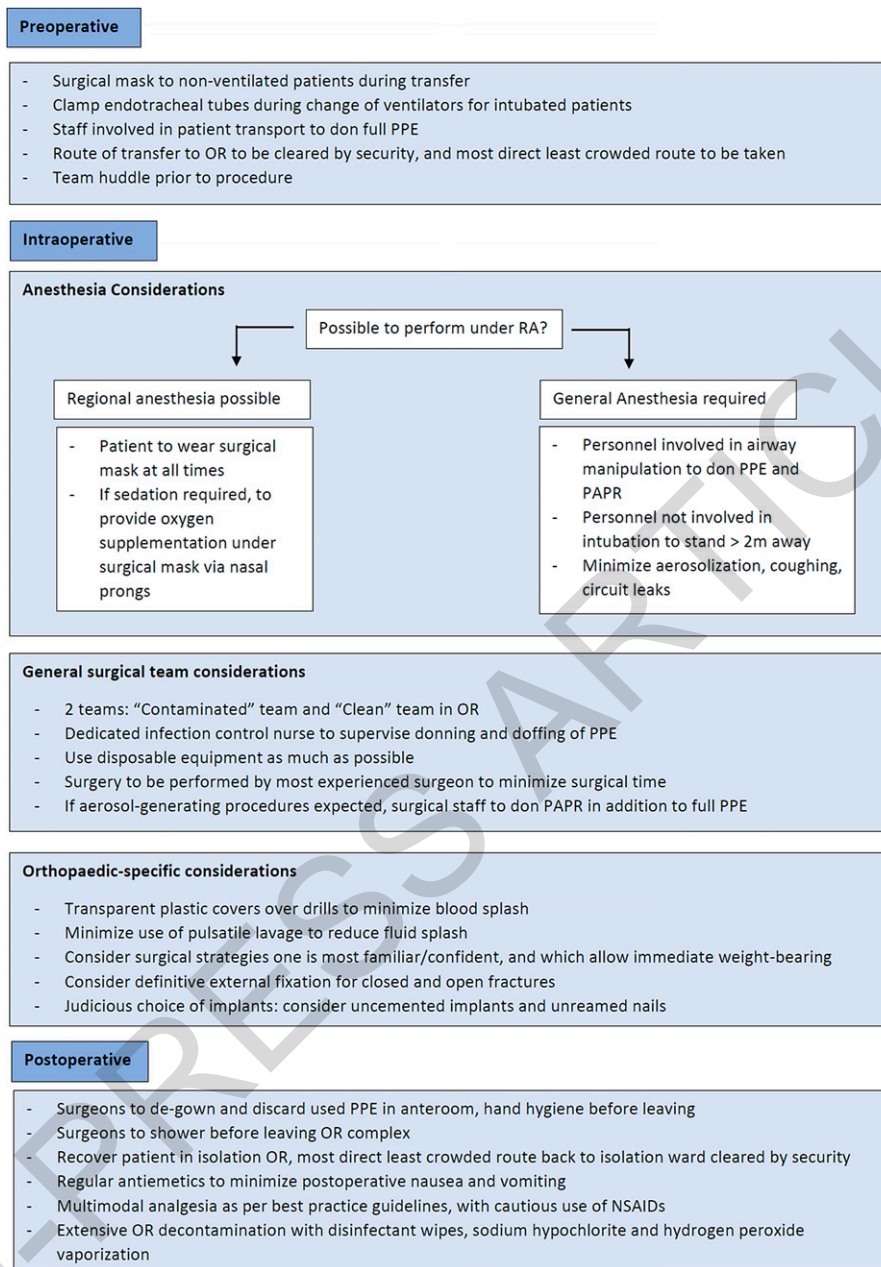 Preoperative
- Surgical mask to non-ventilated patients during transfer
- Clamp endotracheal tubes during change of ventilators for intubated patients
- Staff involved in patient transport to don full PPE
- Route of transfer to OR to be cleared by security, and most direct least crowded route to be taken
- Team huddle prior to procedure
Intraoperative
Anesthesia Considerations
Possible to perform under RA?
Regional anesthesia possible
- Patient to wear surgical
mask at all times
- If sedation required, to
provide oxygen
supplementation under
surgical mask via nasal
prongs
General Anesthesia required
- Personnel involved in airway
manipulation to don PPE and
PAPR
- Personnel not involved in
intubation to stand > 2m away
- Minimize aerosolization, coughing,
circuit leaks
General surgical team considerations
- 2 teams: “Contaminated” team and “Clean” team in OR
- Dedicated infection control nurse to supervise donning and doffing of PPE
- Use disposable equipment as much as possible
- Surgery to be performed by most experienced surgeon to minimize surgical time
- If aerosol-generating procedures expected, surgical staff to don PAPR in addition to full PPE
Orthopaedic-specific considerations
- Transparent plastic covers over drills to minimize blood splash
- Minimize use of pulsatile lavage to reduce fluid splash
- Consider surgical strategies one is most familiar/confident, and which allow immediate weight-bearing
- Consider definitive external fixation for closed and open fractures
- Judicious choice of implants: consider uncemented implants and unreamed nails
Postoperative
- Surgeons to de-gown and discard used PPE in anteroom, hand hygiene before leaving
- Surgeons to shower before leaving OR complex
- Recover patient in isolation OR, most direct least crowded route back to isolation ward cleared by security
- Regular antiemetics to minimize postoperative nausea and vomiting
- Multimodal analgesia as per best practice guidelines, with cautious use of NSAIDs
- Extensive OR decontamination with disinfectant wipes, sodium hypochlorite and hydrogen peroxide
vaporization
-PRESS ARTICL